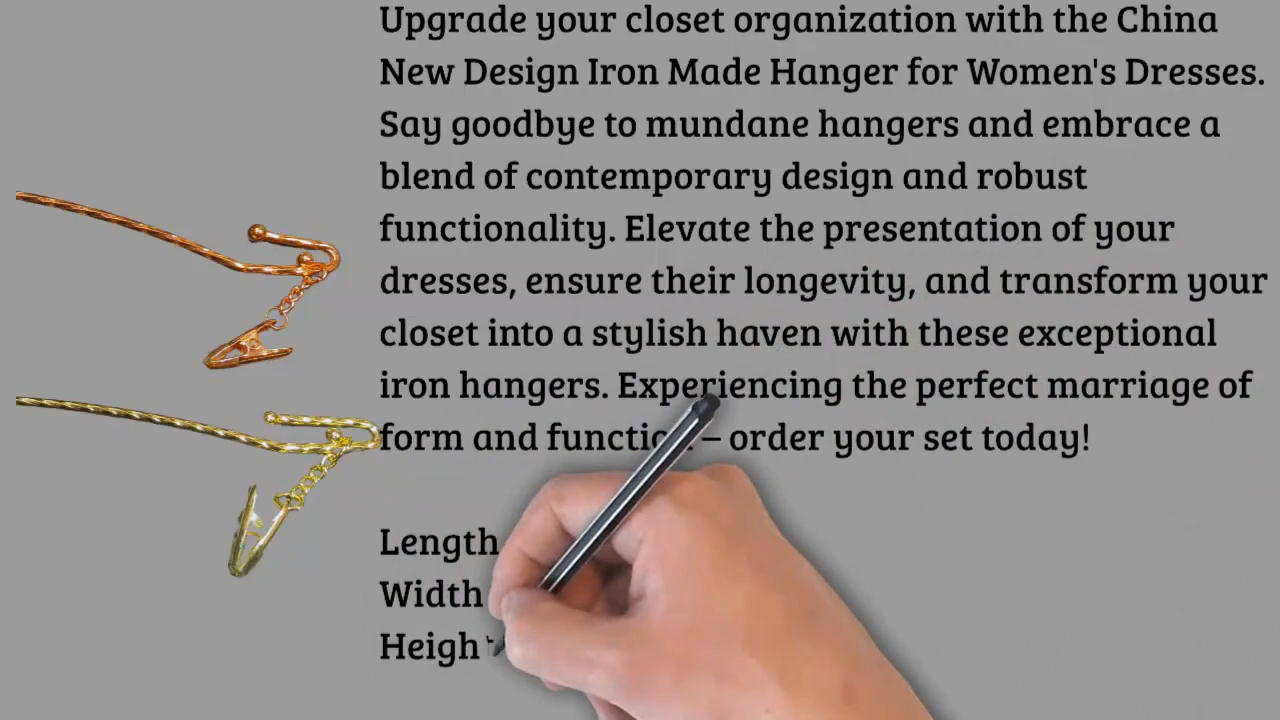 Upgrade your closet organization with the China
New Design Iron Made Hanger for Women's Dresses.
Say goodbye to mundane hangers and embrace a
blend of contemporary design and robust
functionality. Elevate the presentation of your
dresses, ensure their longevity, and transform your
closet into a stylish haven with these exceptional
iron hangers. Experiencing the perfect marriage of
form and function – order your set today!
Length
Width
Heigh